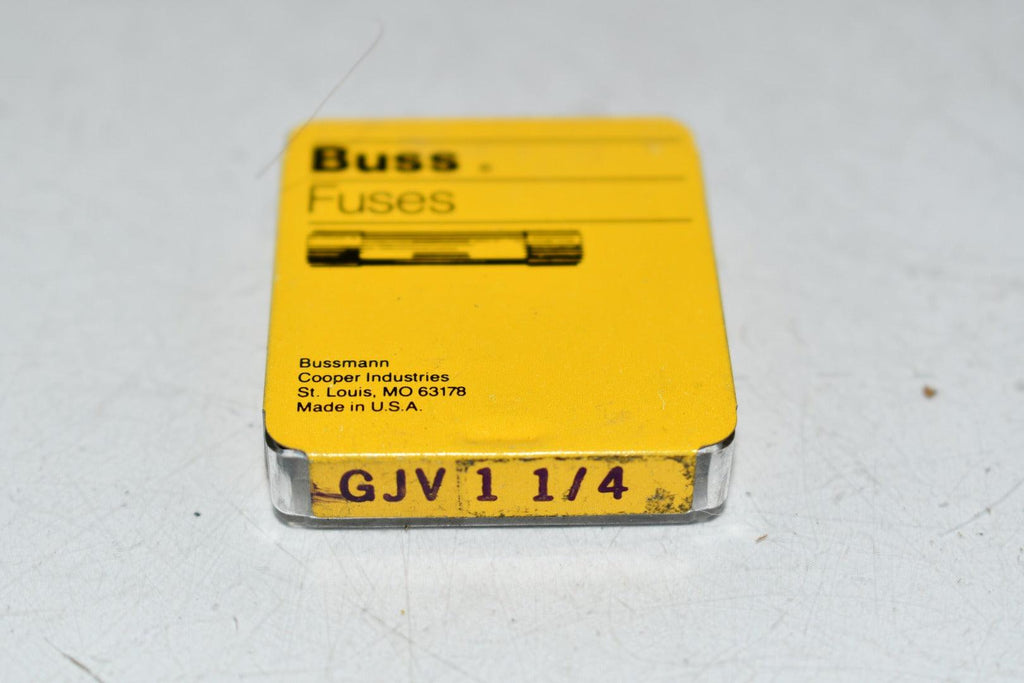 Buss
Fuses
Bussmann
Cooper Industries
St. Louis, MO 63178
Made in U.S.A.
GJV 1 1/4